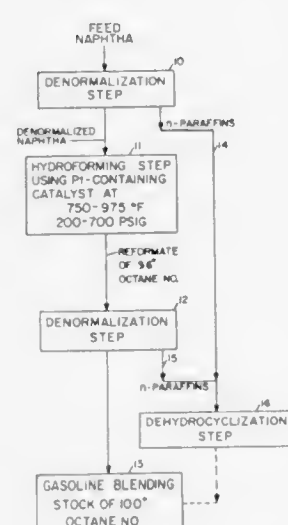 FEED
NAPHTHA
10
DENORMALIZATION
STEP
DENORMALIZED
NAPHTHA
n-PARAFFINS
14
11
HYDROFORMING STEP
USING Pt-CONTAINING
CATALYST AT
750-975 °F
200-700 PSIG
REFORMATE
OF 96+
OCTANE NO.
12
DENORMALIZATION
STEP
15
n-PARAFFINS
16
DEHYDROCYCLIZATION
STEP
13
GASOLINE BLENDING
STOCK OF 100+
OCTANE NO